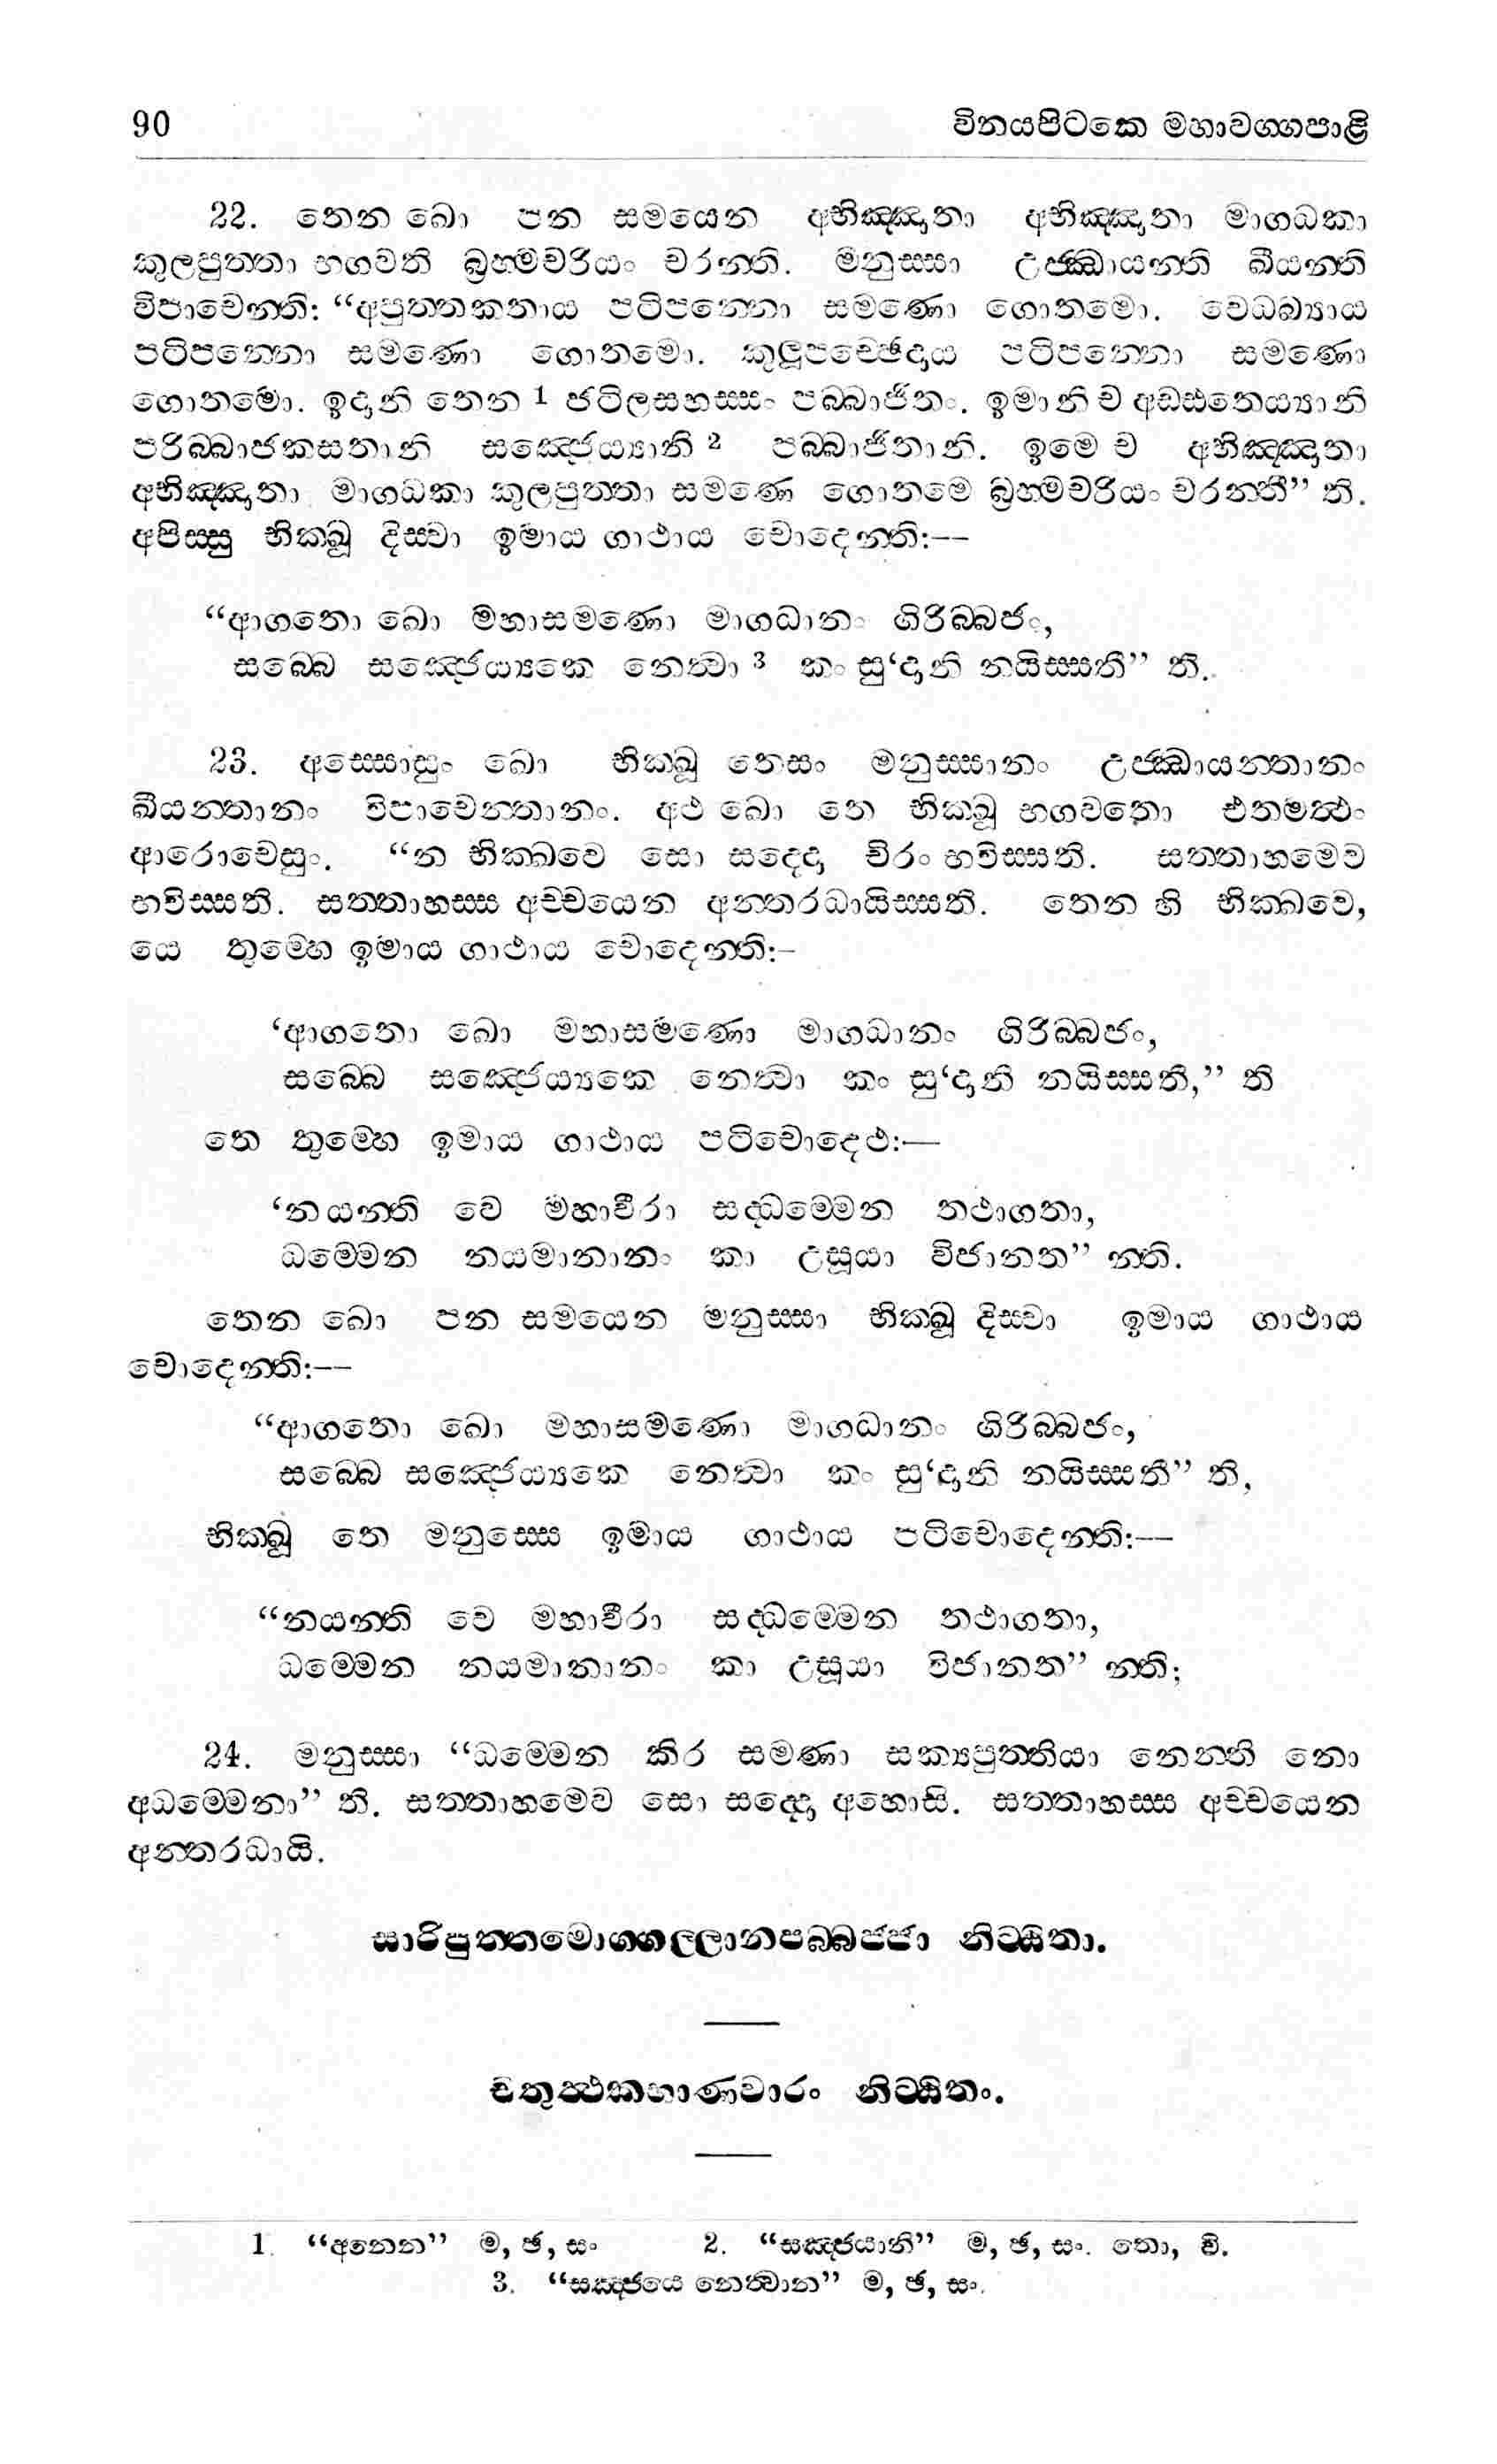 90 විනයපිටකෙ මහාවග්ගපාළි
22. තෙන ඛො පන සමයෙන අභිඤ්ඤාතා අභිඤ්ඤාතා මාගධකා
කුලපුත්තා භගවති බ්‍රහ්මචරියං චරන්ති. මනුස්සා උජ්ඣායන්ති ඛීයන්ති
විපාචෙන්ති: “අපුත්තකතාය පටිපන්නො සමණො ගොතමො. වෙධබ්‍යාය
පටිපන්නො සමණො ගොතමො. කුලූපච්ඡෙදාය පටිපන්නො සමණො
ගොතමො. ඉදානි තෙන 1 ජටිලසහස්සං පබ්බාජිතං. ඉමානි ච අඩ්ඪතෙය්‍යානි
පරිබ්බාජකසතානි සඤ්ජෙය්‍යානි 2 පබ්බාජිතානි. ඉමෙ ච අභිඤ්ඤාතා
අභිඤ්ඤාතා මාගධකා කුලපුත්තා සමණෙ ගොතමෙ බ්‍රහ්මචරියං චරන්තී” ති.
අපිස්සු භික්ඛූ දිස්වා ඉමාය ගාථාය චොදෙන්ති:--
“ආගතො ඛො මහාසමණො මාගධානං ගිරිබ්බජං,
සබ්බෙ සඤ්ජෙය්‍යකෙ නෙත්‍වා 3 කං සු‘දානි නයිස්සතී” ති.
23. අස්සොසුං ඛො භික්ඛූ තෙසං මනුස්සානං උජ්ඣායන්තානං
ඛීයන්තානං විපාචෙන්තානං. අථ ඛො තෙ භික්ඛූ භගවතො එතමත්ථං
ආරොචෙසුං. “න භික්ඛවෙ සො සද්දො චිරං භවිස්සති. සත්තාහමෙව
භවිස්සති. සත්තාහස්ස අච්චයෙන අන්තරධායිස්සති. තෙන හි භික්ඛවෙ,
යෙ තුම්හෙ ඉමාය ගාථාය චොදෙන්ති:-
‘ආගතො ඛො මහාසමණො මාගධානං ගිරිබ්බජං,
සබ්බෙ සඤ්ජෙය්‍යකෙ නෙත්‍වා කං සු‘දානි නයිස්සතී,” ති
තෙ තුම්හෙ ඉමාය ගාථාය පටිචොදෙථ:—
‘නයන්ති වෙ මහාවීරා සද්ධම්මෙන තථාගතා,
ධම්මෙන නයමානානං කා උසූයා විජානත” න්ති.
තෙන ඛො පන සමයෙන මනුස්සා භික්ඛූ දිස්වා ඉමාය ගාථාය
චොදෙන්ති:--
“ආගතො ඛො මහාසමණො මාගධානං ගිරිබ්බජං,
සබ්බෙ සඤ්ජෙය්‍යකෙ නෙත්‍වා කං සු‘දානි නයිස්සතී” ති,
භික්ඛූ තෙ මනුස්සෙ ඉමාය ගාථාය පටිචොදෙන්ති:—
“නයන්ති වෙ මහාවීරා සද්ධම්මෙන තථාගතා,
ධම්මෙන නයමානානං කා උසූයා විජානත” න්ති;
24. මනුස්සා “ධම්මෙන කිර සමණා සක්‍යපුත්තියා නෙන්ති නො
අධම්මෙනා” ති. සත්තාහමෙව සො සද්දො අහොසි. සත්තාහස්ස අච්චයෙන
අන්තරධායි.
සාරිපුත්තමොග්ගල්ලානපබ්බජ්ජා නිට්ඨිතා.
චතුත්ථකභාණවාරං නිට්ඨිතං.
1. “අනෙන” ම, ඡ, සං 2. “සඤ්ජයානි” ම, ඡ, සං. තො, වි.
3. “සඤ්ජයෙ නෙත්‍වාන” ම, ඡ, සං.